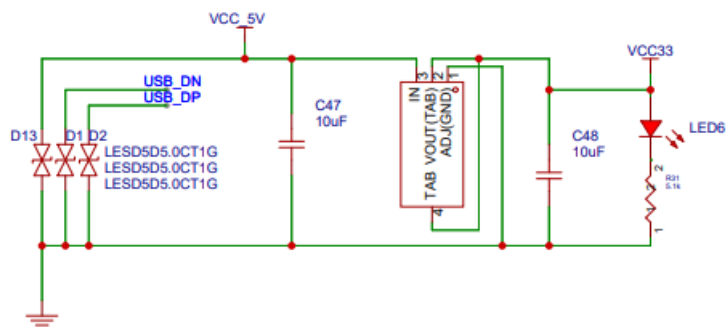 VCC_5V
VCC33
USB_DN
USB_DP
3
2
1
IN
VOUT(TAB)
ADJ(GND)
TAB
4
C47
10uF
D13
D1
D2
LESD5D5.0CT1G
LESD5D5.0CT1G
LESD5D5.0CT1G
C48
10uF
LED6
2
R31
5.1k
1